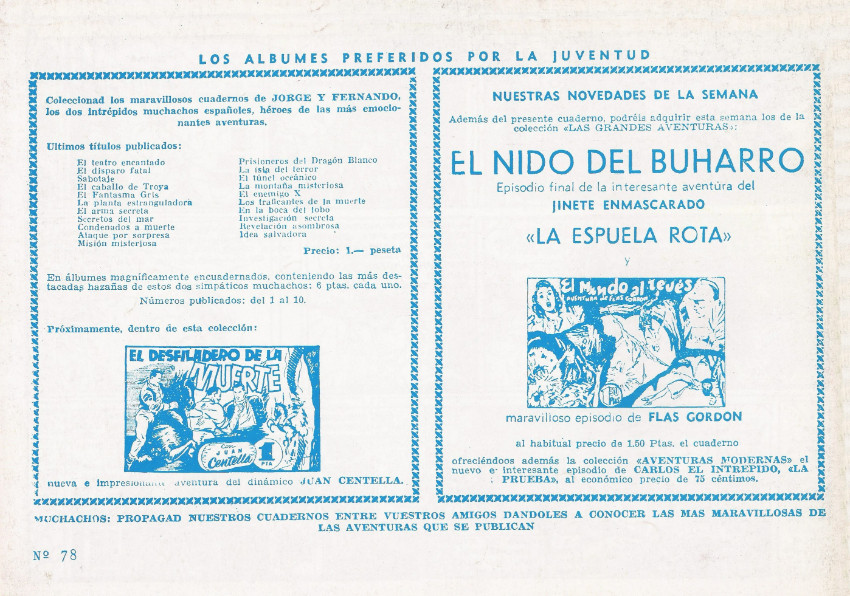 LOS ALBUMES PREFERIDOS POR LA JUVENTUD
Coleccionad los maravillosos cuadernos de JORGE Y FERNANDO,
los dos intrépidos muchachos españoles, héroes de las más emocio-
nantes aventuras.
Ultimos títulos publicados:
El teatro encantado
El disparo fatal
Sabotaje
El caballo de Troya
El Fantasma Gris
La planta estranguladora
El arma secreta
Secretos del mar
Condenados a muerte
Ataque por sorpresa
Misión misteriosa
Prisioneros del Dragón Blanco
La isla del terror
El túnel oceánico
La montaña misteriosa
El enemigo X
Los traficantes de la muerte
En la boca del lobo
Investigación secreta
Revelación asombrosa
Idea salvadora
Precio: 1.— peseta
En álbumes magníficamente encuadernados, conteniendo las más des-
tacadas hazañas de estos dos simpáticos muchachos: 6 ptas. cada uno.
Números publicados: del 1 al 10.
Próximamente, dentro de esta colección:
EL DESFILADERO DE LA
MUERTE
Con
JUAN
Centella
1
PTA
nueva e impresionante aventura del dinámico JUAN CENTELLA.
NUESTRAS NOVEDADES DE LA SEMANA
Además del presente cuaderno, podréis adquirir esta semana los de la
colección «LAS GRANDES AVENTURAS»:
EL NIDO DEL BUHARRO
Episodio final de la interesante aventúra del
JINETE ENMASCARADO
«LA ESPUELA ROTA»
y
El Mundo al revés
AVENTURA DE FLAS GORDON
maravilloso episodio de FLAS GORDON
al habitual precio de 1,50 Ptas. el cuaderno
ofreciéndoos además la colección «AVENTURAS MODERNAS» el
nuevo e interesante episodio de CARLOS EL INTREPIDO, «LA
PRUEBA», al económico precio de 75 céntimos.
MUCHACHOS: PROPAGAD NUESTROS CUADERNOS ENTRE VUESTROS AMIGOS DANDOLES A CONOCER LAS MAS MARAVILLOSAS DE
LAS AVENTURAS QUE SE PUBLICAN
Nº 78